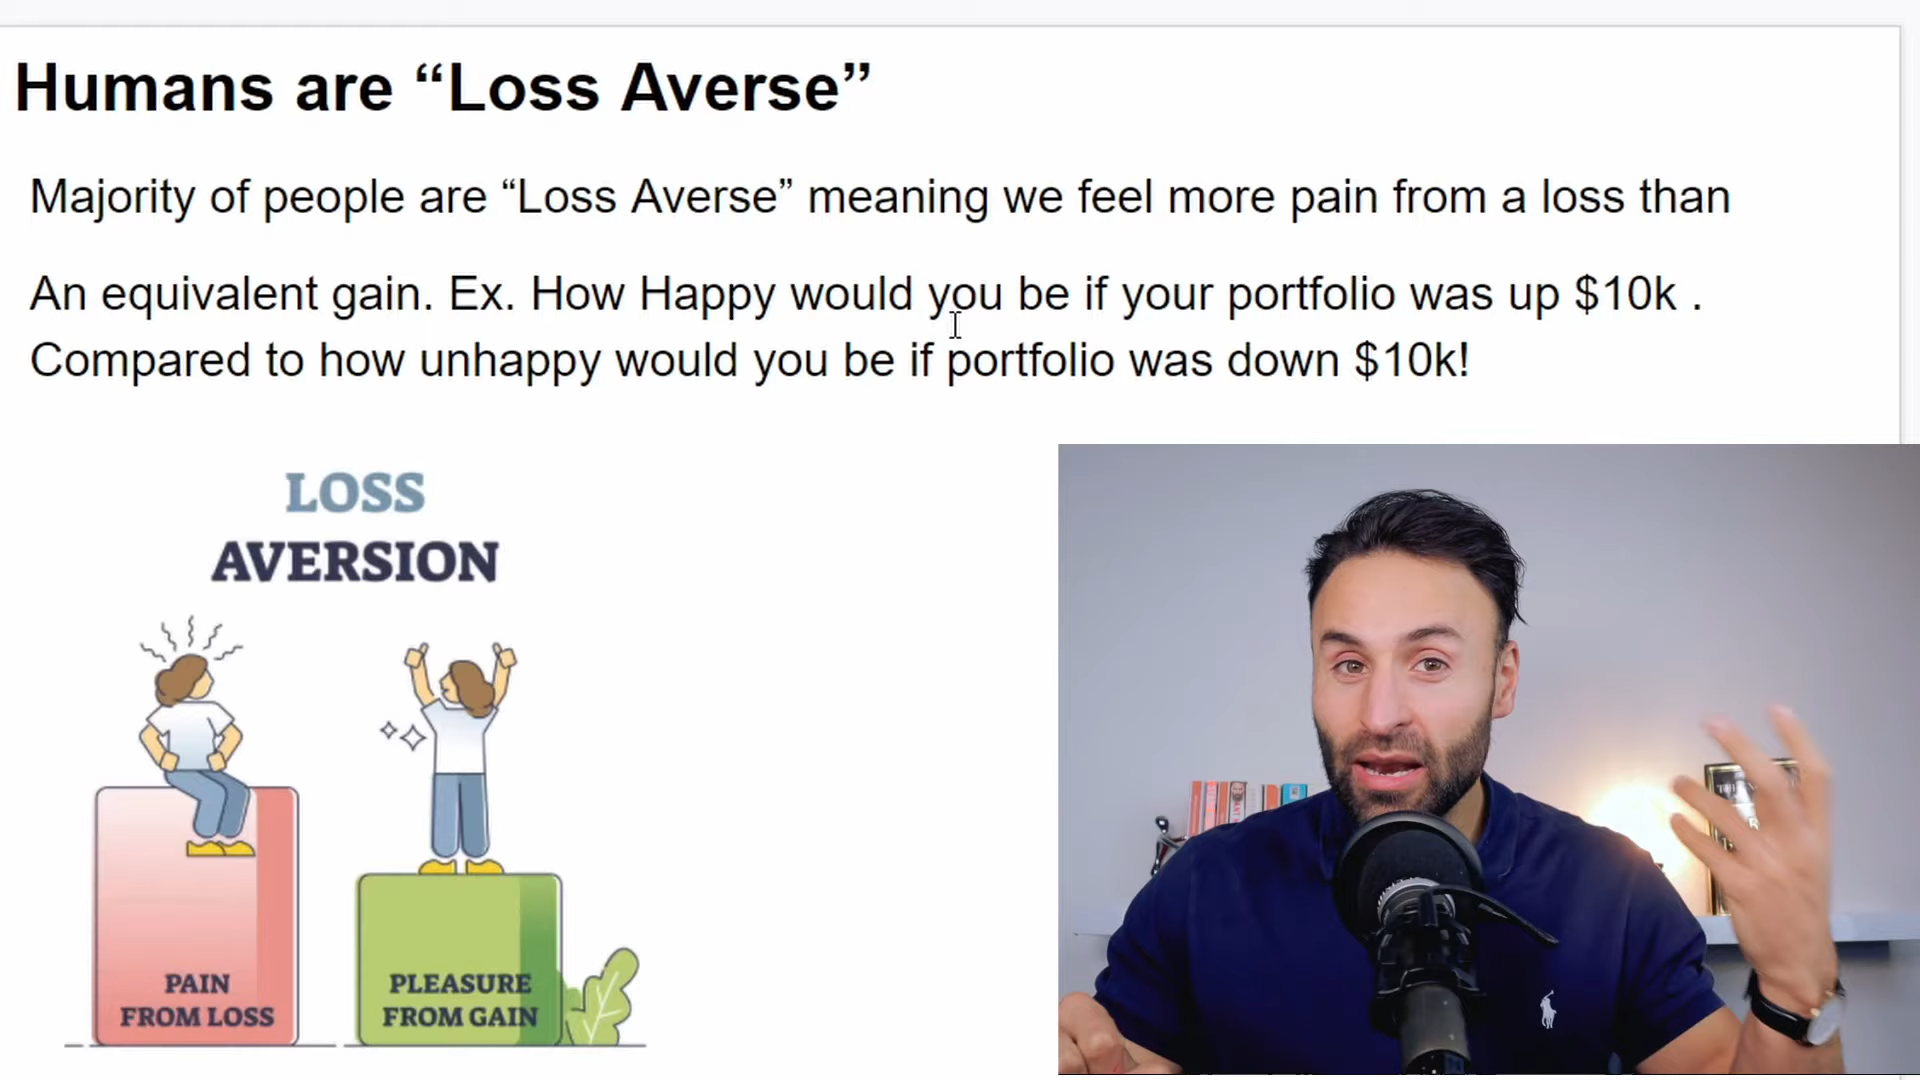 Humans are “Loss Averse”
Majority of people are “Loss Averse” meaning we feel more pain from a loss than
An equivalent gain. Ex. How Happy would you be if your portfolio was up $10k .
Compared to how unhappy would you be if portfolio was down $10k!
LOSS
AVERSION
PAIN
FROM LOSS
PLEASURE
FROM GAIN